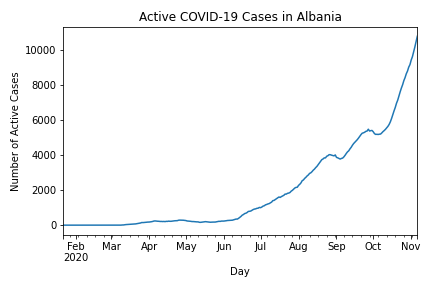 Active COVID-19 Cases in Albania
Number of Active Cases
10000
8000
6000
4000
2000
0
Feb Mar Apr May Jun Jul Aug Sep Oct Nov
2020
Day